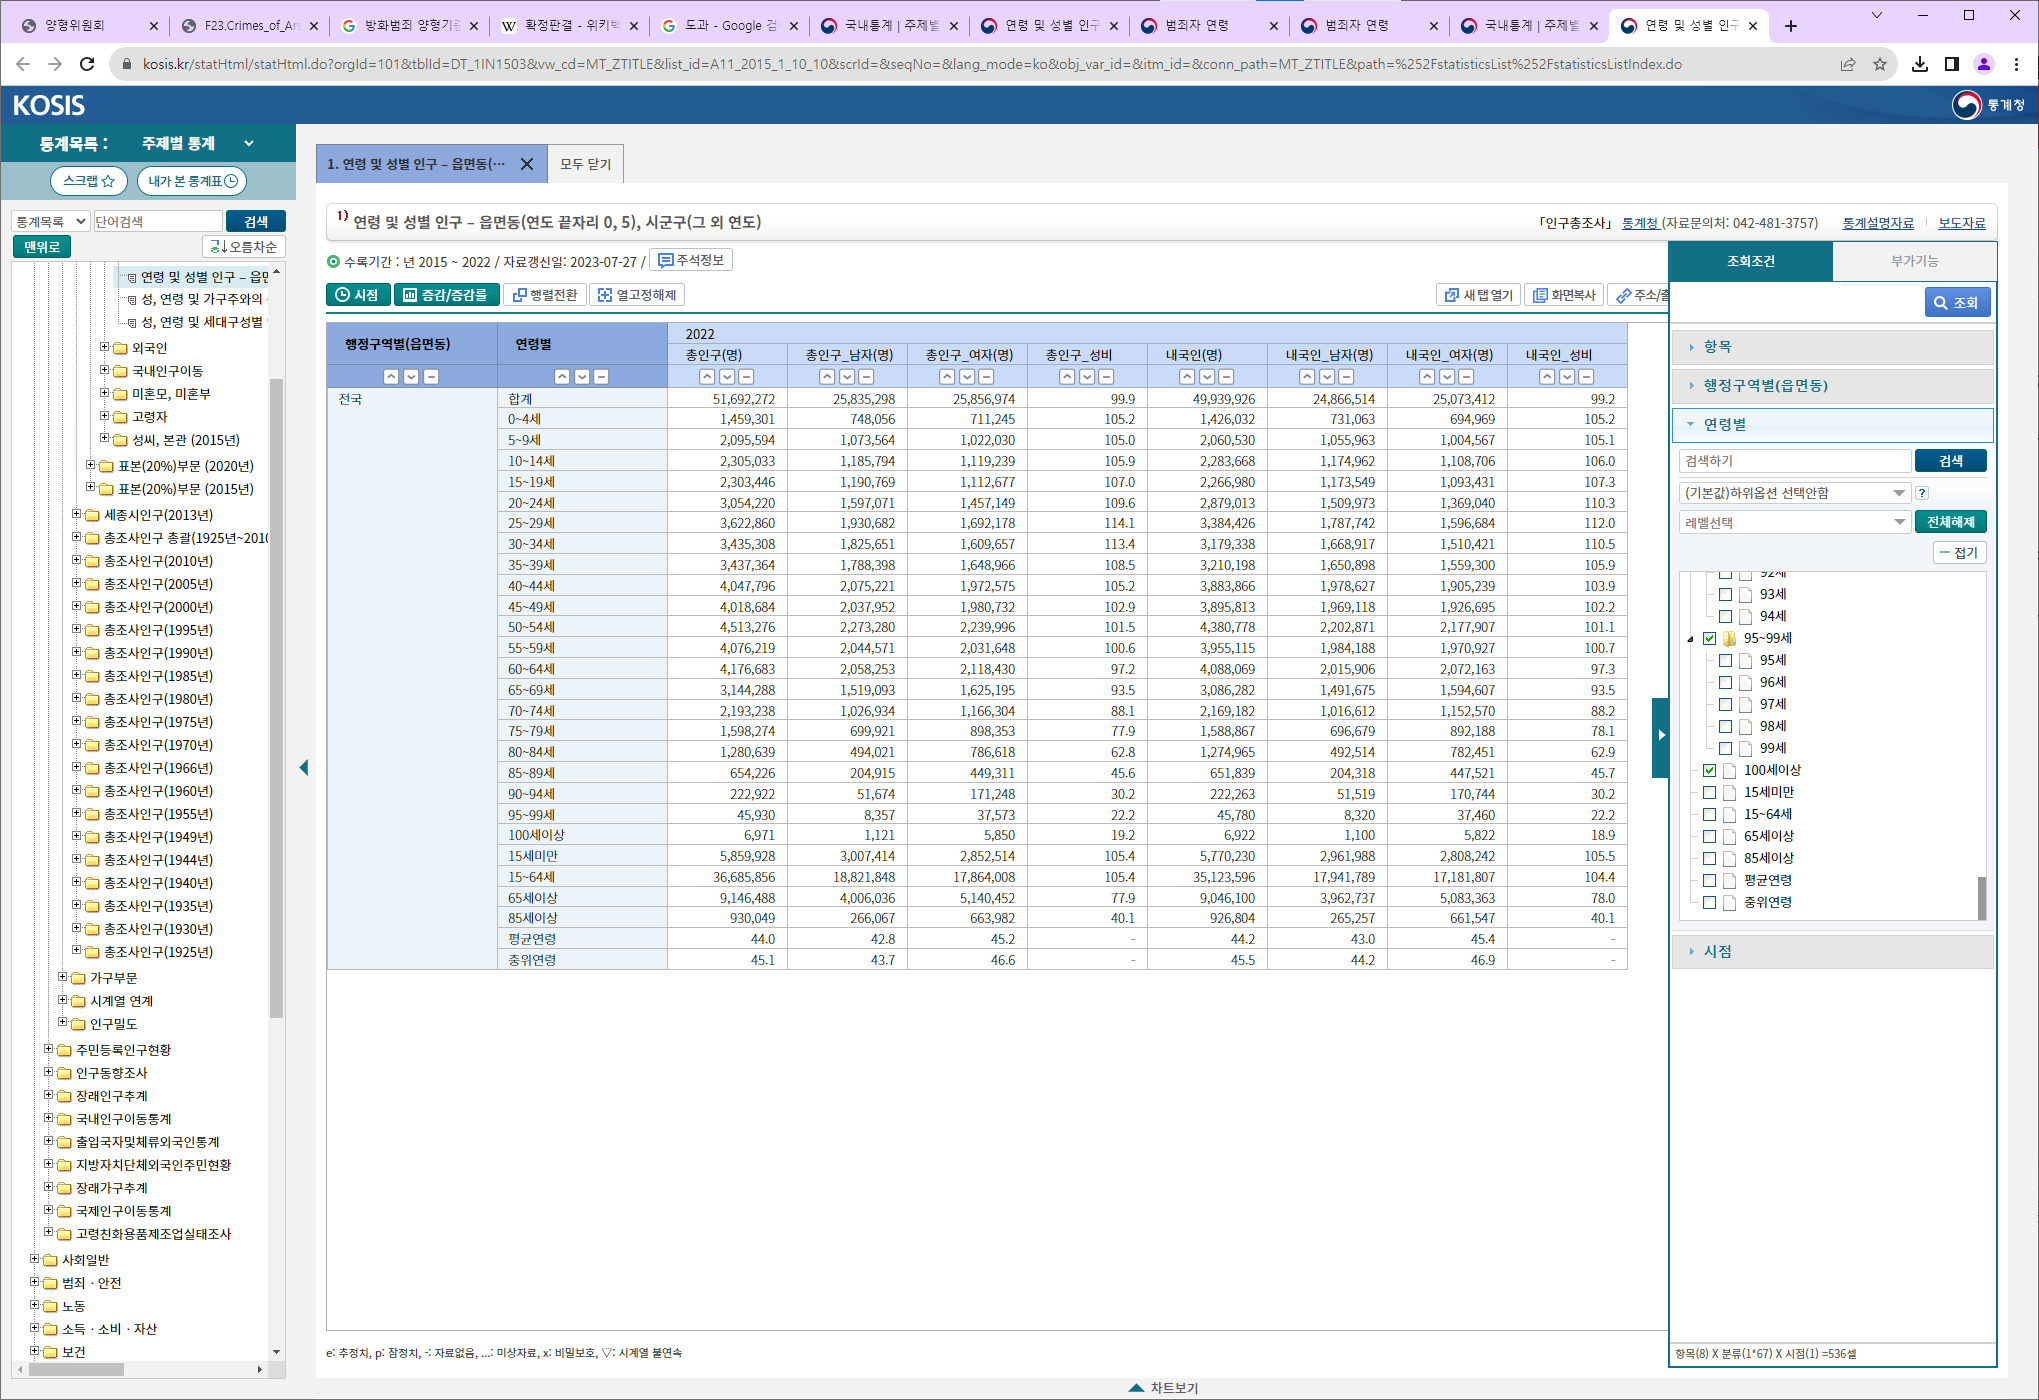 양형위원회
F23.Crimes_of_Ars
방화범죄 양형기준
확정판결 - 위키백
도과 - Google 검
국내통계 | 주제별
연령 및 성별 인구
범죄자 연령
범죄자 연령
국내통계 | 주제별
연령 및 성별 인구
kosis.kr/statHtml/statHtml.do?orgId=101&tblId=DT_1IN1503&vw_cd=MT_ZTITLE&list_id=A11_2015_1_10_10&scrId=&seqNo=&lang_mode=ko&obj_var_id=&itm_id=&conn_path=MT_ZTITLE&path=%252FstatisticsList%252FstatisticsListIndex.do
KOSIS
통계청
통계목록 : 주제별 통계
스크랩 내가 본 통계표
통계목록 단어검색 검색
맨위로 오름차순
연령 및 성별 인구 – 읍면
성, 연령 및 가구주와의
성, 연령 및 세대구성별
외국인
국내인구이동
미혼모, 미혼부
고령자
성씨, 본관 (2015년)
표본(20%)부문 (2020년)
표본(20%)부문 (2015년)
세종시인구(2013년)
총조사인구 총괄(1925년~2010
총조사인구(2010년)
총조사인구(2005년)
총조사인구(2000년)
총조사인구(1995년)
총조사인구(1990년)
총조사인구(1985년)
총조사인구(1980년)
총조사인구(1975년)
총조사인구(1970년)
총조사인구(1966년)
총조사인구(1960년)
총조사인구(1955년)
총조사인구(1949년)
총조사인구(1944년)
총조사인구(1940년)
총조사인구(1935년)
총조사인구(1930년)
총조사인구(1925년)
가구부문
시계열 연계
인구밀도
주민등록인구현황
인구동향조사
장래인구추계
국내인구이동통계
출입국자및체류외국인통계
지방자치단체외국인주민현황
장래가구추계
국제인구이동통계
고령친화용품제조업실태조사
사회일반
범죄 · 안전
노동
소득 · 소비 · 자산
보건
1. 연령 및 성별 인구 – 읍면동(… 모두 닫기
1) 연령 및 성별 인구 – 읍면동(연도 끝자리 0, 5), 시군구(그 외 연도)
「인구총조사」 통계청 (자료문의처: 042-481-3757) 통계설명자료 보도자료
수록기간 : 년 2015 ~ 2022 / 자료갱신일: 2023-07-27 / 주석정보
시점 증감/증감률 행렬전환 열고정해제 새 탭 열기 화면복사 주소/출
행정구역별(읍면동) 연령별 2022
총인구(명) 총인구_남자(명) 총인구_여자(명) 총인구_성비 내국인(명) 내국인_남자(명) 내국인_여자(명) 내국인_성비
전국 합계 51,692,272 25,835,298 25,856,974 99.9 49,939,926 24,866,514 25,073,412 99.2
0~4세 1,459,301 748,056 711,245 105.2 1,426,032 731,063 694,969 105.2
5~9세 2,095,594 1,073,564 1,022,030 105.0 2,060,530 1,055,963 1,004,567 105.1
10~14세 2,305,033 1,185,794 1,119,239 105.9 2,283,668 1,174,962 1,108,706 106.0
15~19세 2,303,446 1,190,769 1,112,677 107.0 2,266,980 1,173,549 1,093,431 107.3
20~24세 3,054,220 1,597,071 1,457,149 109.6 2,879,013 1,509,973 1,369,040 110.3
25~29세 3,622,860 1,930,682 1,692,178 114.1 3,384,426 1,787,742 1,596,684 112.0
30~34세 3,435,308 1,825,651 1,609,657 113.4 3,179,338 1,668,917 1,510,421 110.5
35~39세 3,437,364 1,788,398 1,648,966 108.5 3,210,198 1,650,898 1,559,300 105.9
40~44세 4,047,796 2,075,221 1,972,575 105.2 3,883,866 1,978,627 1,905,239 103.9
45~49세 4,018,684 2,037,952 1,980,732 102.9 3,895,813 1,969,118 1,926,695 102.2
50~54세 4,513,276 2,273,280 2,239,996 101.5 4,380,778 2,202,871 2,177,907 101.1
55~59세 4,076,219 2,044,571 2,031,648 100.6 3,955,115 1,984,188 1,970,927 100.7
60~64세 4,176,683 2,058,253 2,118,430 97.2 4,088,069 2,015,906 2,072,163 97.3
65~69세 3,144,288 1,519,093 1,625,195 93.5 3,086,282 1,491,675 1,594,607 93.5
70~74세 2,193,238 1,026,934 1,166,304 88.1 2,169,182 1,016,612 1,152,570 88.2
75~79세 1,598,274 699,921 898,353 77.9 1,588,867 696,679 892,188 78.1
80~84세 1,280,639 494,021 786,618 62.8 1,274,965 492,514 782,451 62.9
85~89세 654,226 204,915 449,311 45.6 651,839 204,318 447,521 45.7
90~94세 222,922 51,674 171,248 30.2 222,263 51,519 170,744 30.2
95~99세 45,930 8,357 37,573 22.2 45,780 8,320 37,460 22.2
100세이상 6,971 1,121 5,850 19.2 6,922 1,100 5,822 18.9
15세미만 5,859,928 3,007,414 2,852,514 105.4 5,770,230 2,961,988 2,808,242 105.5
15~64세 36,685,856 18,821,848 17,864,008 105.4 35,123,596 17,941,789 17,181,807 104.4
65세이상 9,146,488 4,006,036 5,140,452 77.9 9,046,100 3,962,737 5,083,363 78.0
85세이상 930,049 266,067 663,982 40.1 926,804 265,257 661,547 40.1
평균연령 44.0 42.8 45.2 - 44.2 43.0 45.4 -
중위연령 45.1 43.7 46.6 - 45.5 44.2 46.9 -
e: 추정치, p: 잠정치, -: 자료없음, ...: 미상자료, x: 비밀보호, ▽: 시계열 불연속
차트보기
조회조건 부가기능
조회
항목
행정구역별(읍면동)
연령별
검색하기 검색
(기본값)하위옵션 선택안함 ?
레벨선택 전체해제
접기
92세
93세
94세
95~99세
95세
96세
97세
98세
99세
100세이상
15세미만
15~64세
65세이상
85세이상
평균연령
중위연령
시점
항목(8) X 분류(1*67) X 시점(1) =536셀